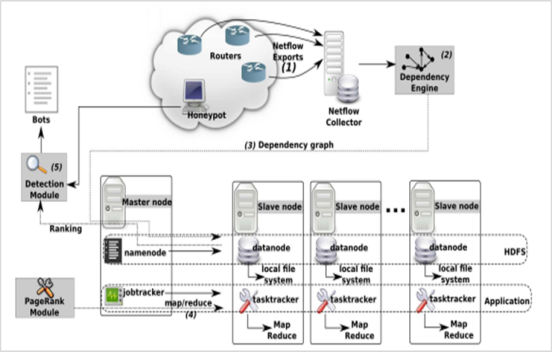 Routers
Netflow
Exports
(1)
Honeypot
Netflow
Collector
(2)
Dependency
Engine
Bots
(3) Dependency graph
(5)
Detection
Module
Ranking
Master node
Slave node
Slave node
Slave node
...
namenode
datanode
datanode
datanode
HDFS
local file
system
local file
system
local file
system
PageRank
Module
jobtracker
map/reduce
(4)
tasktracker
tasktracker
tasktracker
Application
Map
Reduce
Map
Reduce
Map
Reduce